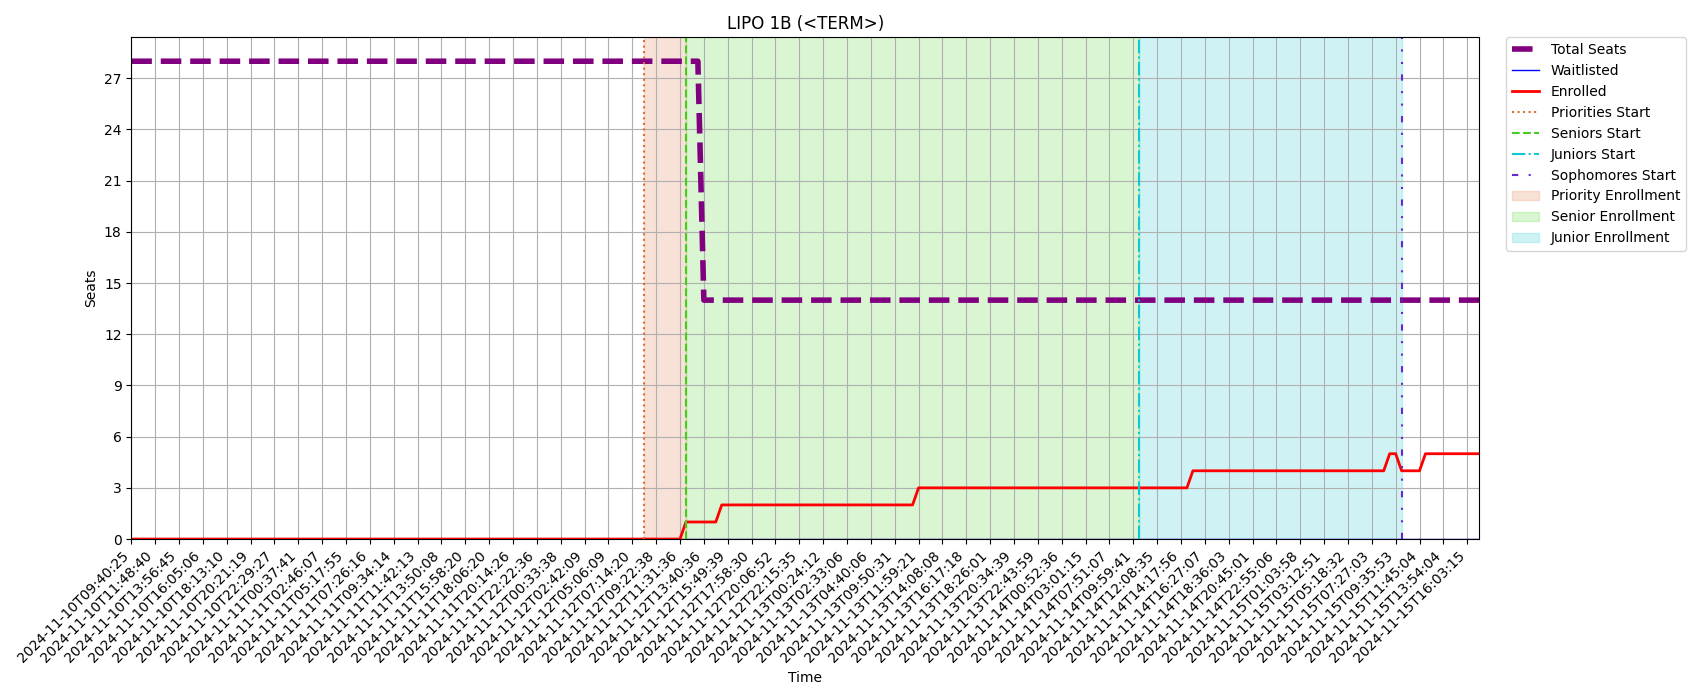 LIPO 1B (<TERM>)
Total Seats
Waitlisted
Enrolled
Priorities Start
Seniors Start
Juniors Start
Sophomores Start
Priority Enrollment
Senior Enrollment
Junior Enrollment
Seats
27
24
21
18
15
12
9
6
3
0
2024-11-10T09:40:25
2024-11-10T11:48:40
2024-11-10T13:56:45
2024-11-10T16:05:06
2024-11-10T18:13:10
2024-11-10T20:21:19
2024-11-10T22:29:27
2024-11-11T00:37:41
2024-11-11T02:46:07
2024-11-11T05:17:55
2024-11-11T07:26:16
2024-11-11T09:34:14
2024-11-11T11:42:13
2024-11-11T13:50:08
2024-11-11T15:58:20
2024-11-11T18:06:20
2024-11-11T20:14:26
2024-11-11T22:22:36
2024-11-12T00:33:38
2024-11-12T02:42:09
2024-11-12T05:06:09
2024-11-12T07:14:20
2024-11-12T09:22:38
2024-11-12T11:31:36
2024-11-12T13:40:36
2024-11-12T15:49:39
2024-11-12T17:58:30
2024-11-12T20:06:52
2024-11-12T22:15:35
2024-11-13T00:24:12
2024-11-13T02:33:06
2024-11-13T04:40:06
2024-11-13T09:50:31
2024-11-13T11:59:21
2024-11-13T14:08:08
2024-11-13T16:17:18
2024-11-13T18:26:01
2024-11-13T20:34:39
2024-11-13T22:43:59
2024-11-14T00:52:36
2024-11-14T03:01:15
2024-11-14T07:51:07
2024-11-14T09:59:41
2024-11-14T12:08:35
2024-11-14T14:17:56
2024-11-14T16:27:07
2024-11-14T18:36:03
2024-11-14T20:45:01
2024-11-14T22:55:06
2024-11-15T01:03:58
2024-11-15T03:12:51
2024-11-15T05:18:32
2024-11-15T07:27:03
2024-11-15T09:35:53
2024-11-15T11:45:04
2024-11-15T13:54:04
2024-11-15T16:03:15
Time